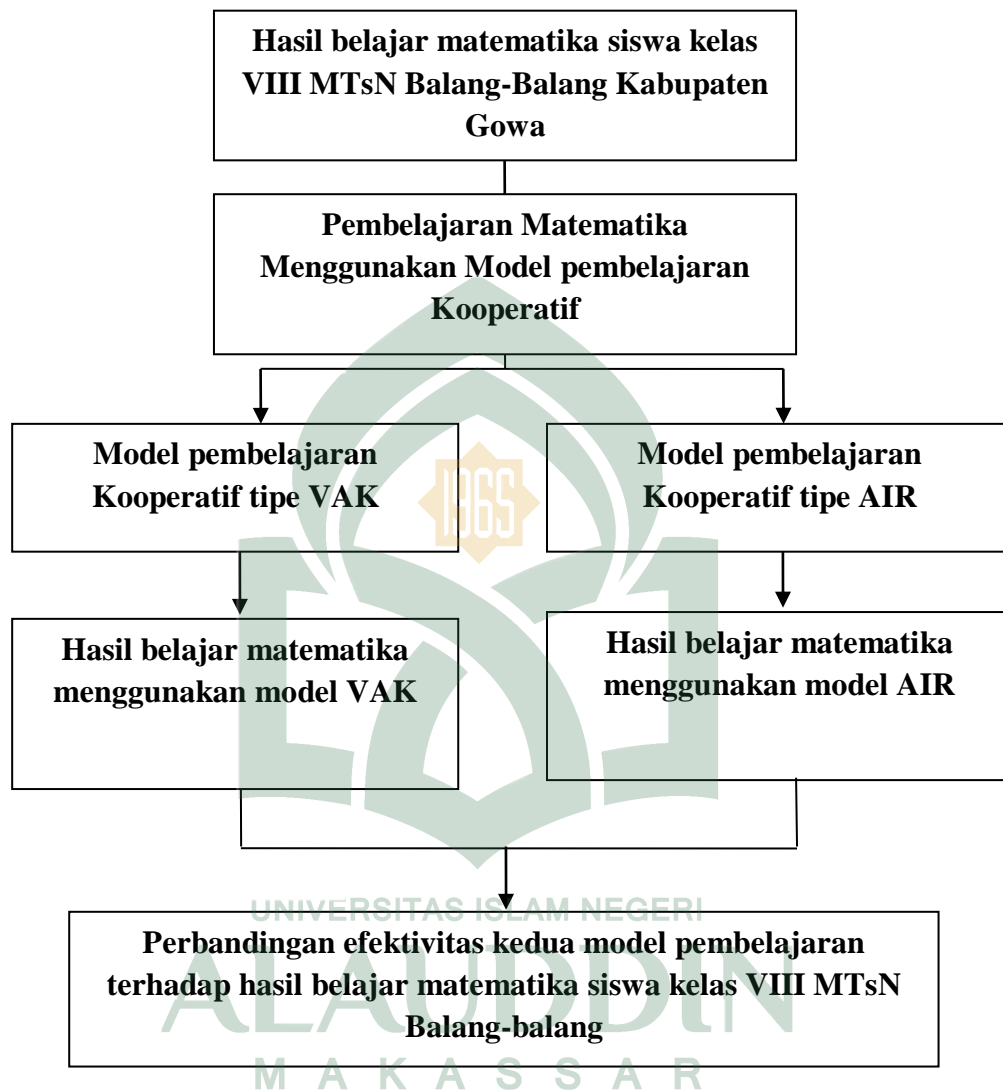 Hasil belajar matematika siswa kelas
VIII MTsN Balang-Balang Kabupaten
Gowa
Pembelajaran Matematika
Menggunakan Model pembelajaran
Kooperatif
Model pembelajaran
Kooperatif tipe VAK
Model pembelajaran
Kooperatif tipe AIR
1965
Hasil belajar matematika
menggunakan model VAK
Hasil belajar matematika
menggunakan model AIR
UNIVERSITAS ISLAM NEGERI
Perbandingan efektivitas kedua model pembelajaran
terhadap hasil belajar matematika siswa kelas VIII MTsN
Balang-balang
ALAUDDIN
MAKASSAR